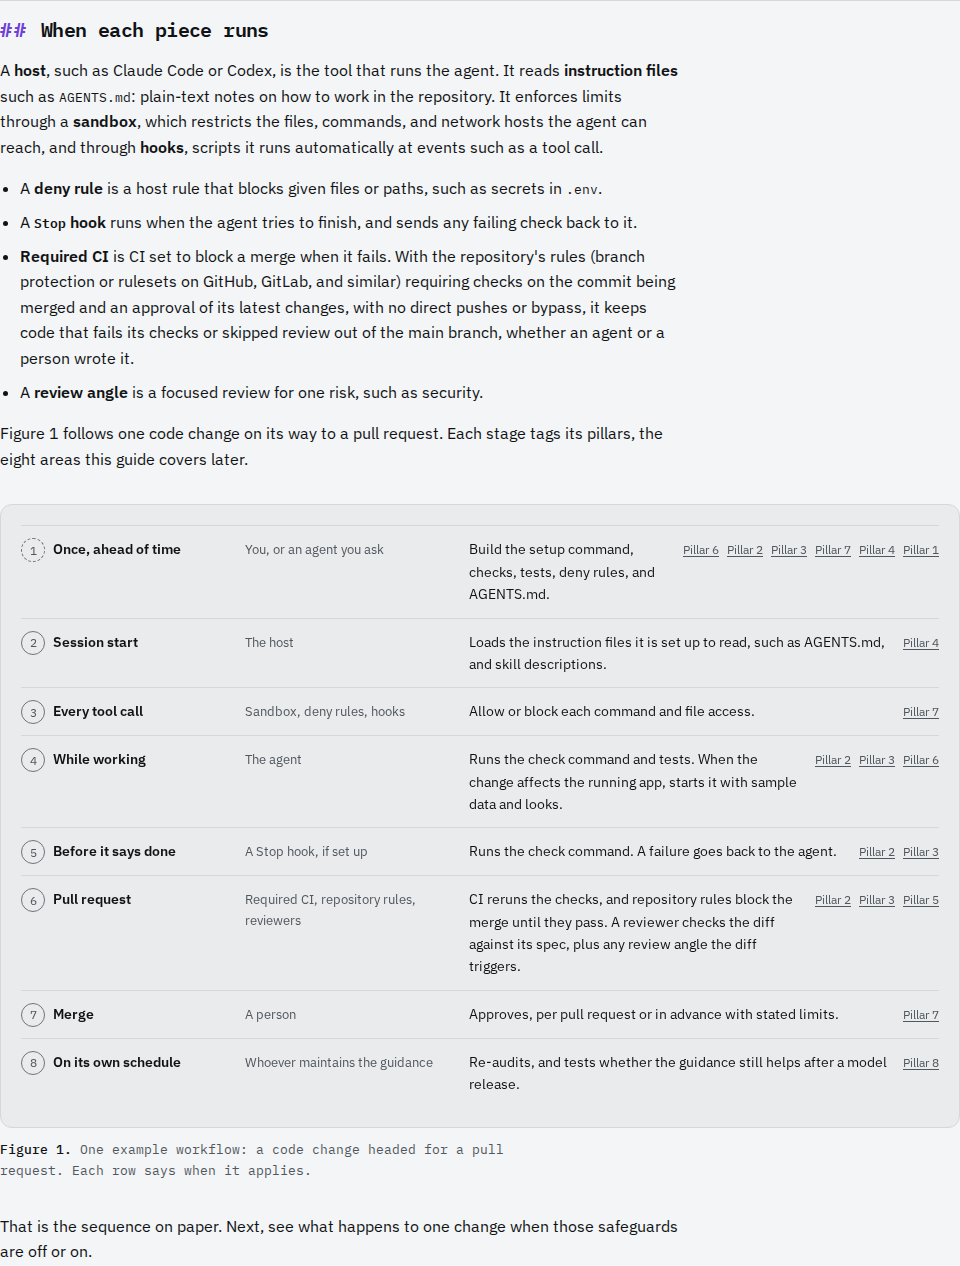 ## When each piece runs
A host, such as Claude Code or Codex, is the tool that runs the agent. It reads instruction files
such as AGENTS.md: plain-text notes on how to work in the repository. It enforces limits
through a sandbox, which restricts the files, commands, and network hosts the agent can
reach, and through hooks, scripts it runs automatically at events such as a tool call.
• A deny rule is a host rule that blocks given files or paths, such as secrets in .env.
• A Stop hook runs when the agent tries to finish, and sends any failing check back to it.
• Required CI is CI set to block a merge when it fails. With the repository's rules (branch
protection or rulesets on GitHub, GitLab, and similar) requiring checks on the commit being
merged and an approval of its latest changes, with no direct pushes or bypass, it keeps
code that fails its checks or skipped review out of the main branch, whether an agent or a
person wrote it.
• A review angle is a focused review for one risk, such as security.
Figure 1 follows one code change on its way to a pull request. Each stage tags its pillars, the
eight areas this guide covers later.
1 Once, ahead of time You, or an agent you ask Build the setup command, Pillar 6 Pillar 2 Pillar 3 Pillar 7 Pillar 4 Pillar 1
checks, tests, deny rules, and
AGENTS.md.
2 Session start The host Loads the instruction files it is set up to read, such as AGENTS.md, Pillar 4
and skill descriptions.
3 Every tool call Sandbox, deny rules, hooks Allow or block each command and file access. Pillar 7
4 While working The agent Runs the check command and tests. When the Pillar 2 Pillar 3 Pillar 6
change affects the running app, starts it with sample
data and looks.
5 Before it says done A Stop hook, if set up Runs the check command. A failure goes back to the agent. Pillar 2 Pillar 3
6 Pull request Required CI, repository rules, CI reruns the checks, and repository rules block the Pillar 2 Pillar 3 Pillar 5
reviewers merge until they pass. A reviewer checks the diff
against its spec, plus any review angle the diff
triggers.
7 Merge A person Approves, per pull request or in advance with stated limits. Pillar 7
8 On its own schedule Whoever maintains the guidance Re-audits, and tests whether the guidance still helps after a model Pillar 8
release.
Figure 1. One example workflow: a code change headed for a pull
request. Each row says when it applies.
That is the sequence on paper. Next, see what happens to one change when those safeguards
are off or on.